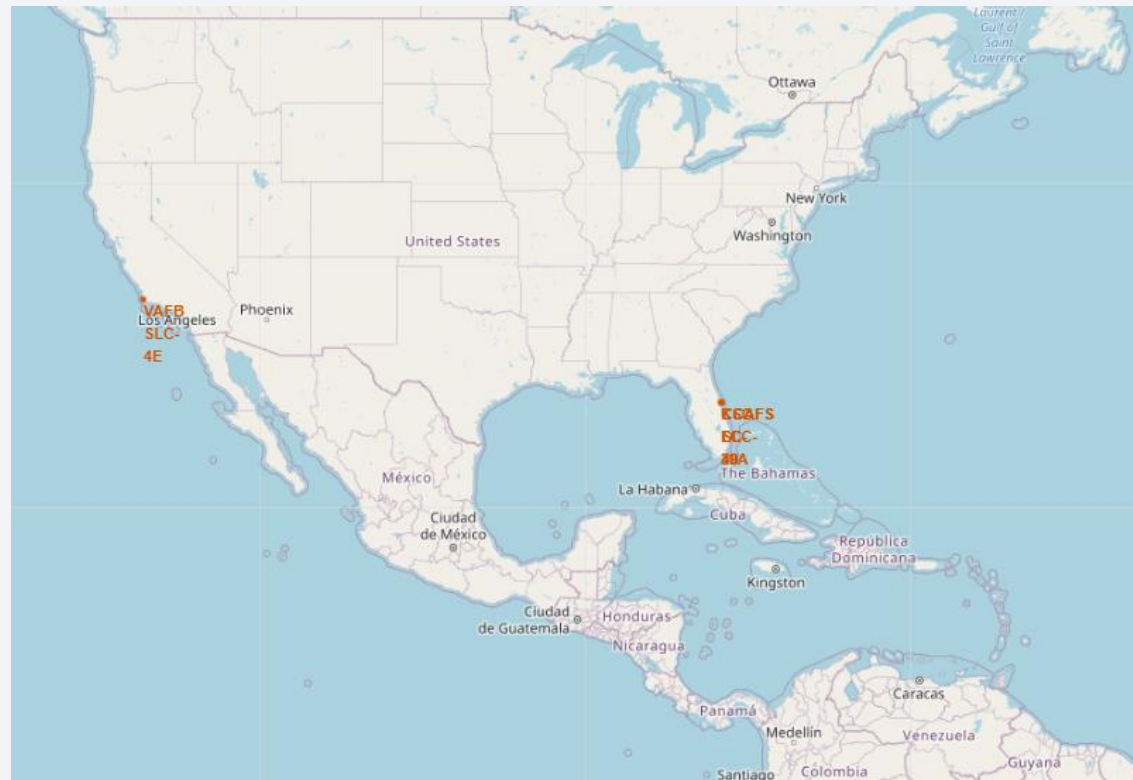 Laurent /
Gulf of
Saint
Lawrence
Ottawa
New York
Washington
United States
VAFB
SLC-
4E
Los Angeles
Phoenix
The Bahamas
La Habana
Cuba
México
Ciudad
de México
República
Dominicana
Kingston
Ciudad
de Guatemala
Honduras
Nicaragua
Caracas
Panamá
Medellín
Venezuela
Guyana
Santiago
Colombia